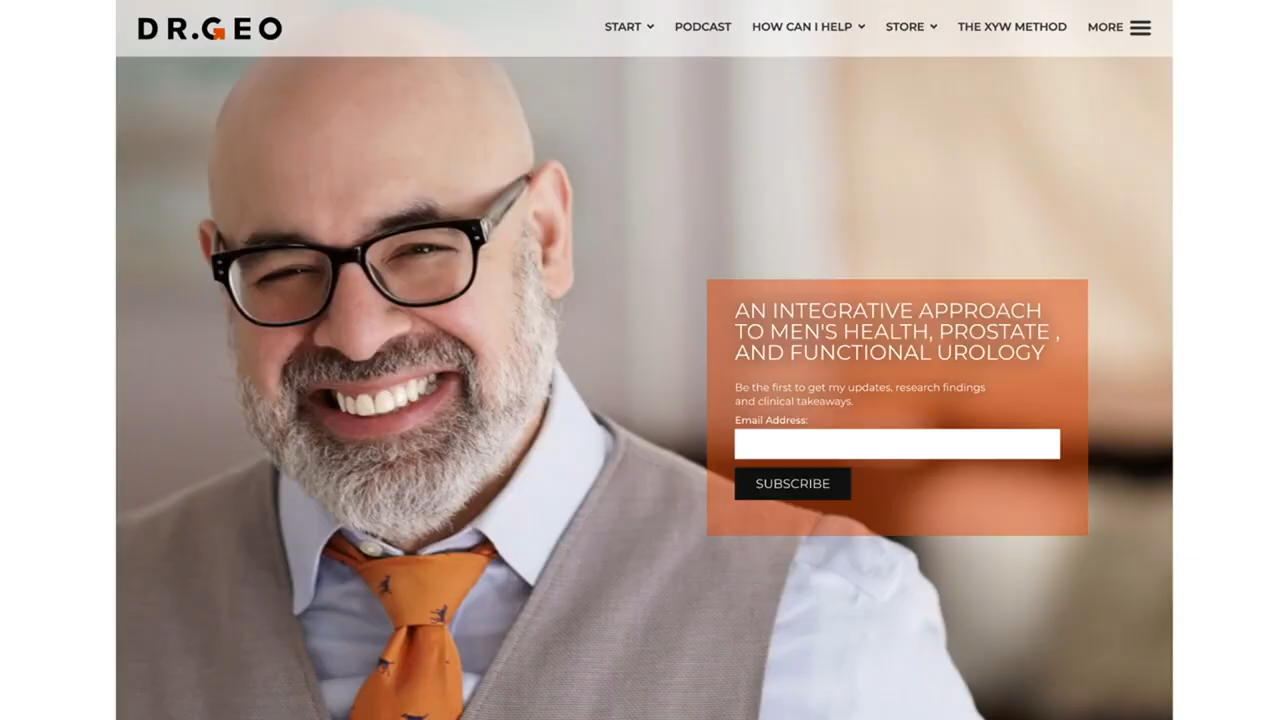 DR.GEO
START
PODCAST
HOW CAN I HELP
STORE
THE XYW METHOD
MORE
AN INTEGRATIVE APPROACH
TO MEN'S HEALTH, PROSTATE ,
AND FUNCTIONAL UROLOGY
Be the first to get my updates, research findings
and clinical takeaways.
Email Address:
SUBSCRIBE